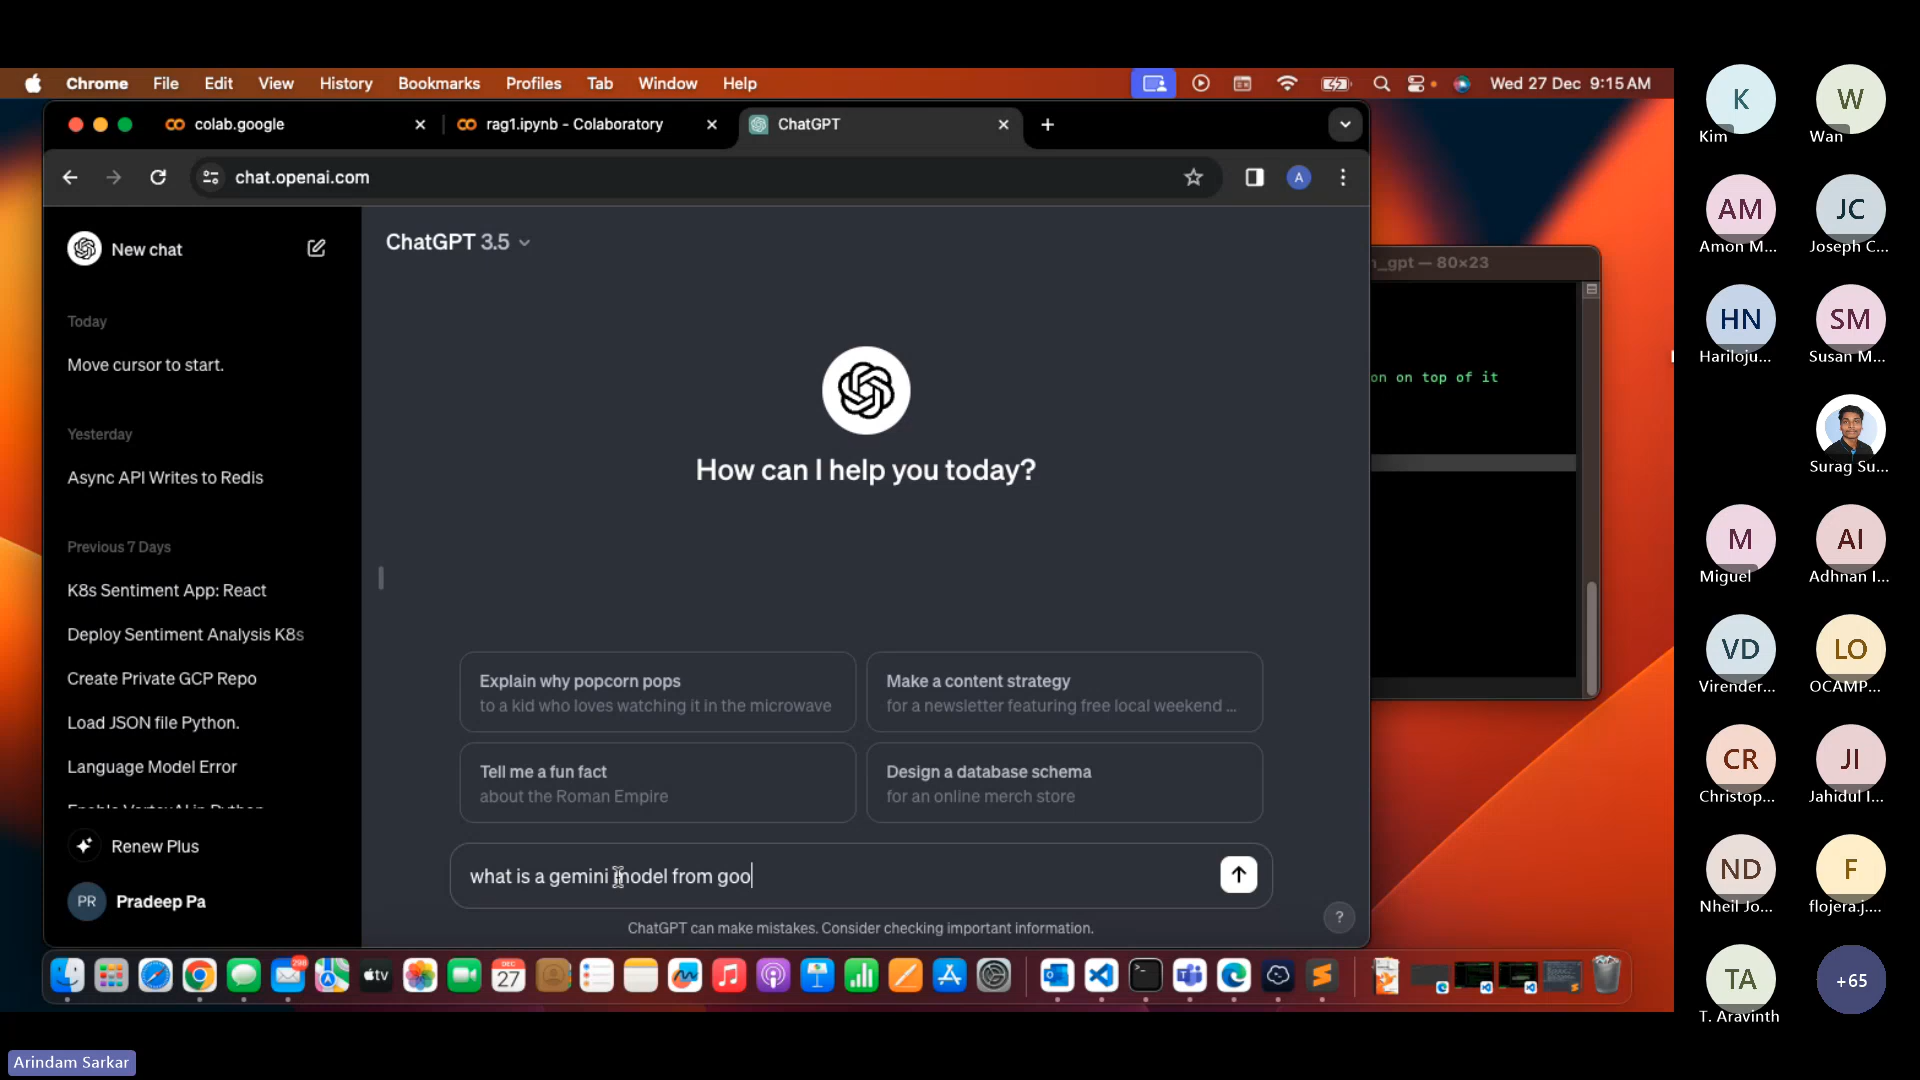 Chrome File Edit View History Bookmarks Profiles Tab Window Help Wed 27 Dec 9:15 AM
colab.google
rag1.ipynb - Colaboratory
ChatGPT
chat.openai.com
A
New chat
Today
Move cursor to start.
Yesterday
Async API Writes to Redis
Previous 7 Days
K8s Sentiment App: React
Deploy Sentiment Analysis K8s
Create Private GCP Repo
Load JSON file Python.
Language Model Error
Renew Plus
PR
Pradeep Pa
ChatGPT 3.5
How can I help you today?
Explain why popcorn pops
to a kid who loves watching it in the microwave
Make a content strategy
for a newsletter featuring free local weekend ...
Tell me a fun fact
about the Roman Empire
Design a database schema
for an online merch store
what is a gemini model from goo
ChatGPT can make mistakes. Consider checking important information.
?
_gpt — 80×23
on on top of it
298
tv
DEC
27
K
Kim
W
Wan
AM
Amon M...
JC
Joseph C...
HN
Hariloju...
SM
Susan M...
Surag Su...
M
Miguel
AI
Adhnan I...
VD
Virender...
LO
OCAMP...
CR
Christop...
JI
Jahidul I...
ND
Nheil Jo...
F
flojera.j....
TA
T. Aravinth
+65
Arindam Sarkar